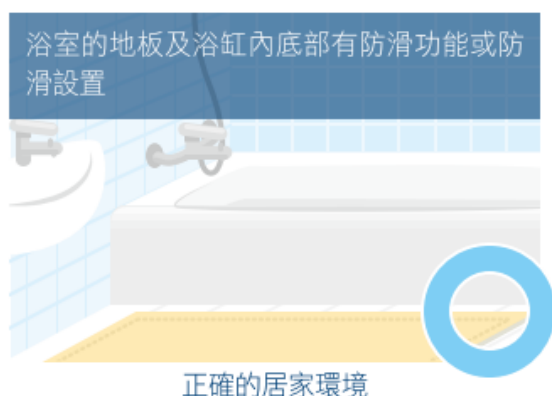 浴室的地板及浴缸內底部有防滑功能或防
滑設置
正確的居家環境